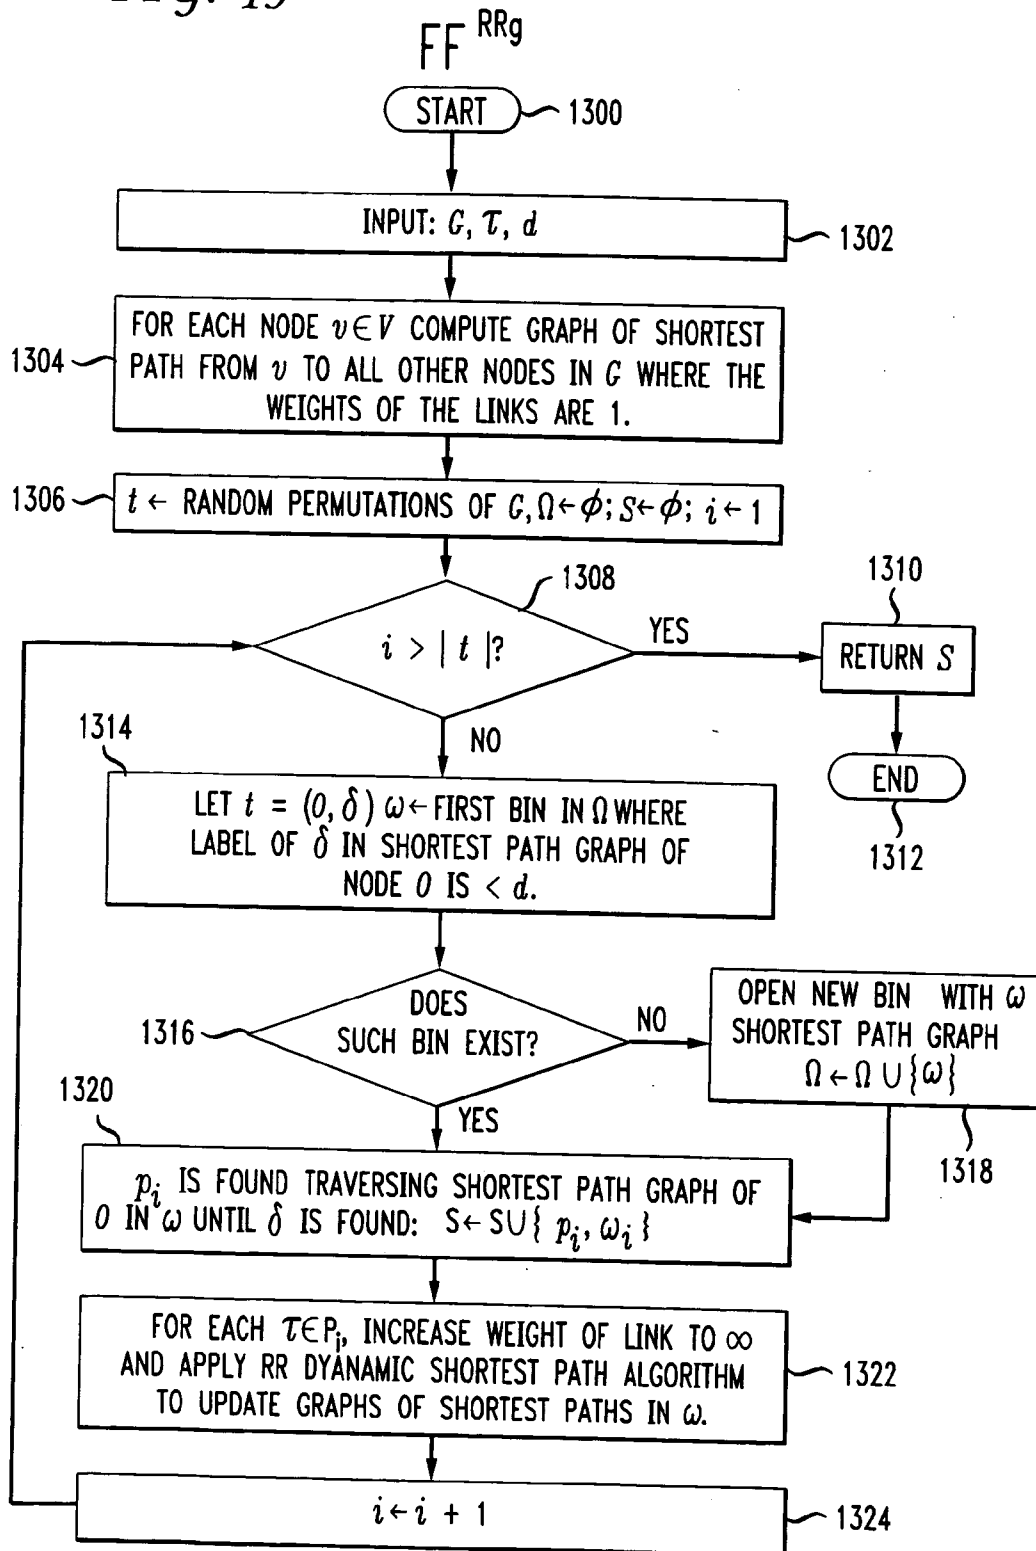 FF RRg
START
1300
INPUT: G, τ, d
1302
FOR EACH NODE υ∈V COMPUTE GRAPH OF SHORTEST
PATH FROM υ TO ALL OTHER NODES IN G WHERE THE
WEIGHTS OF THE LINKS ARE 1.
1304
1306
t ← RANDOM PERMUTATIONS OF G, Ω←ϕ; S←ϕ; i←1
1308
i > | t |?
YES
1310
RETURN S
END
1312
NO
1314
LET t = (0, δ) ω←FIRST BIN IN Ω WHERE
LABEL OF δ IN SHORTEST PATH GRAPH OF
NODE 0 IS < d.
1316
DOES
SUCH BIN EXIST?
NO
OPEN NEW BIN WITH ω
SHORTEST PATH GRAPH
Ω ← Ω ∪ {ω}
1318
YES
1320
pi IS FOUND TRAVERSING SHORTEST PATH GRAPH OF
0 IN ω UNTIL δ IS FOUND: S← S∪{ pi, ωi }
FOR EACH τ∈Pi, INCREASE WEIGHT OF LINK TO ∞
AND APPLY RR DYANAMIC SHORTEST PATH ALGORITHM
TO UPDATE GRAPHS OF SHORTEST PATHS IN ω.
1322
i← i + 1
1324